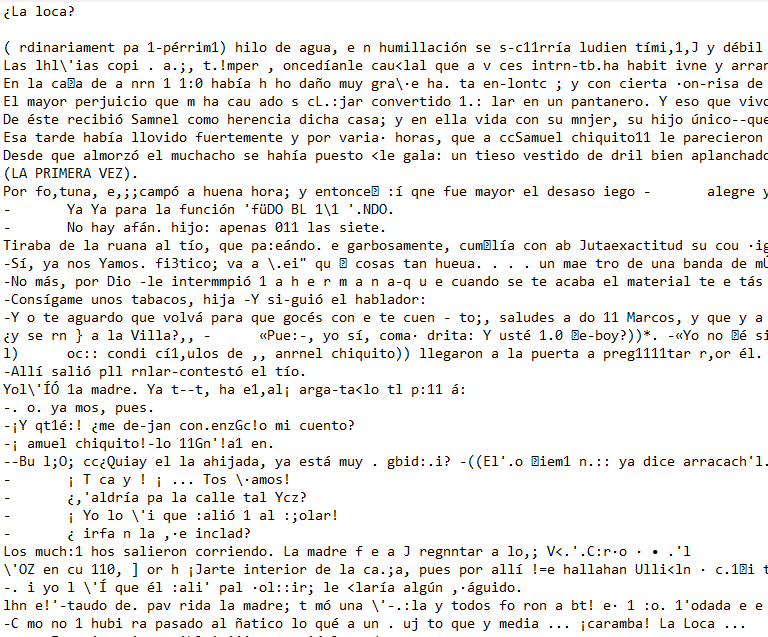 ¿La loca?
( rdinariament pa 1-pérrim1) hilo de agua, e n humillación se s-c11rría ludien tími,1,J y débil
Las lhl\'ias copi . a.;, t.!mper , oncedíanle cau<lal que a v ces intrn-tb.ha habit ivne y arran
En la ca a de a nrn 1 1:0 había h ho daño muy gra\·e ha. ta en-lontc ; y con cierta ·on-risa de
El mayor perjuicio que m ha cau ado s cL.:jar convertido 1.: lar en un pantanero. Y eso que vivo
De éste recibió Samnel como herencia dicha casa; y en ella vida con su mnjer, su hijo único--que
Esa tarde había llovido fuertemente y por varia· horas, que a ccSamuel chiquito11 le parecieron
Desde que almorzó el muchacho se hahía puesto <le gala: un tieso vestido de dril bien aplanchado
(LA PRIMERA VEZ).
Por fo,tuna, e,;;campó a huena hora; y entonce :í qne fue mayor el desaso iego - alegre y
- Ya Ya para la función 'füDO BL 1\1 '.NDO.
- No hay afán. hijo: apenas 011 las siete.
Tiraba de la ruana al tío, que pa:eándo. e garbosamente, cum lía con ab Jutaexactitud su cou ·ig
-Sí, ya nos Yamos. fi3tico; va a \.ei" qu cosas tan hueua. . . . un mae tro de una banda de mÚ
-No más, por Dio -le intermmpió 1 a h e r m a n a-q u e cuando se te acaba el material te e tás
-Consígame unos tabacos, hija -Y si-guió el hablador:
-Y o te aguardo que volvá para que gocés con e te cuen - to;, saludes a do 11 Marcos, y que y a
¿y se rn } a la Villa?,, - «Pue:-, yo sí, coma· drita: Y usté 1.0 e-boy?))*. -«Yo no é si
l) oc:: condi cí1,ulos de ,, anrnel chiquito)) llegaron a la puerta a preg1111tar r,or él.
-Allí salió pll rnlar-contestó el tío.
Yol\'ÍÓ 1a madre. Ya t--t, ha e1,al¡ arga-ta<lo tl p:11 á:
-. o. ya mos, pues.
-¡Y qt1é:! ¿me de-jan con.enzGc!o mi cuento?
-¡ amuel chiquito!-lo 11Gn'!a1 en.
--Bu l;O; cc¿Quiay el la ahijada, ya está muy . gbid:.i? -((El'.o iem1 n.:: ya dice arracach'l.
- ¡ T ca y ! ¡ ... Tos \·amos!
- ¿,'aldría pa la calle tal Ycz?
- ¡ Yo lo \'i que :alió 1 al :;olar!
- ¿ irfa n la ,·e inclad?
Los much:1 hos salieron corriendo. La madre f e a J regnntar a lo,; V<.'.C:r·o · • .'l
\'OZ en cu 110, ] or h ¡Jarte interior de la ca.;a, pues por allí !=e hallahan Ulli<ln · c.1 i t
-. i yo l \'Í que él :ali' pal ·ol::ir; le <laría algún ,·águido.
lhn e!'-taudo de. pav rida la madre; t mó una \'-.:la y todos fo ron a bt! e· 1 :o. 1'odada e e
-C mo no 1 hubi ra pasado al ñatico lo qué a un . uj to que y media ... ¡caramba! La Loca ...